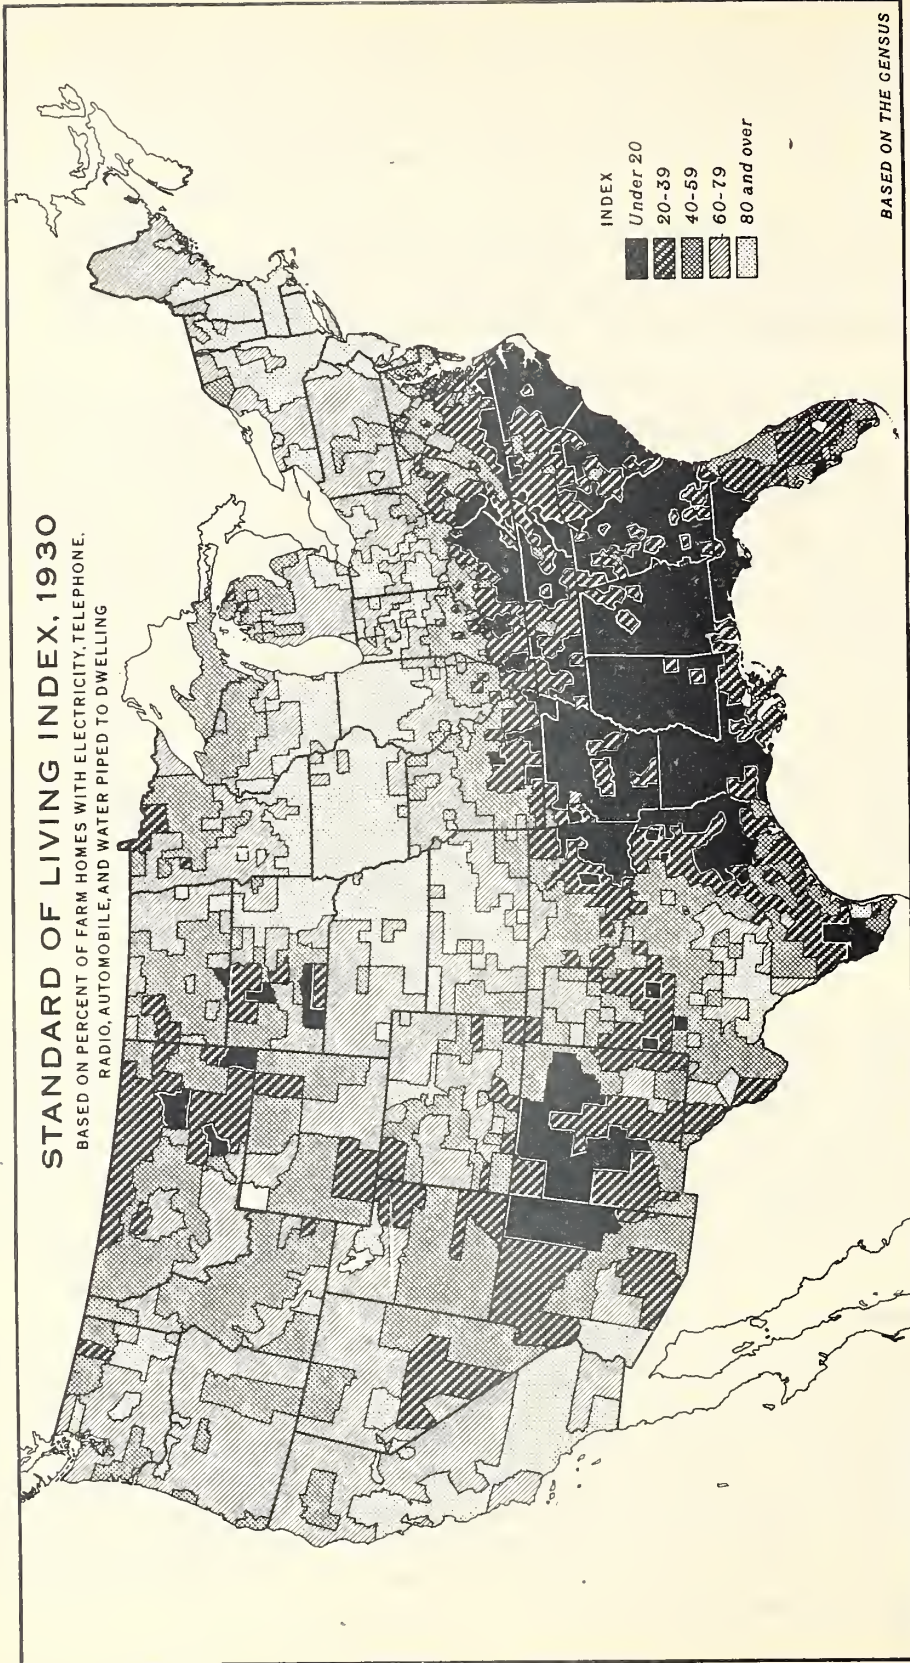 STANDARD OF LIVING INDEX, 1930
BASED ON PERCENT OF FARM HOMES WITH ELECTRICITY, TELEPHONE,
RADIO, AUTOMOBILE, AND WATER PIPED TO DWELLING
INDEX
Under 20
20-39
40-59
60-79
80 and over
BASED ON THE CENSUS